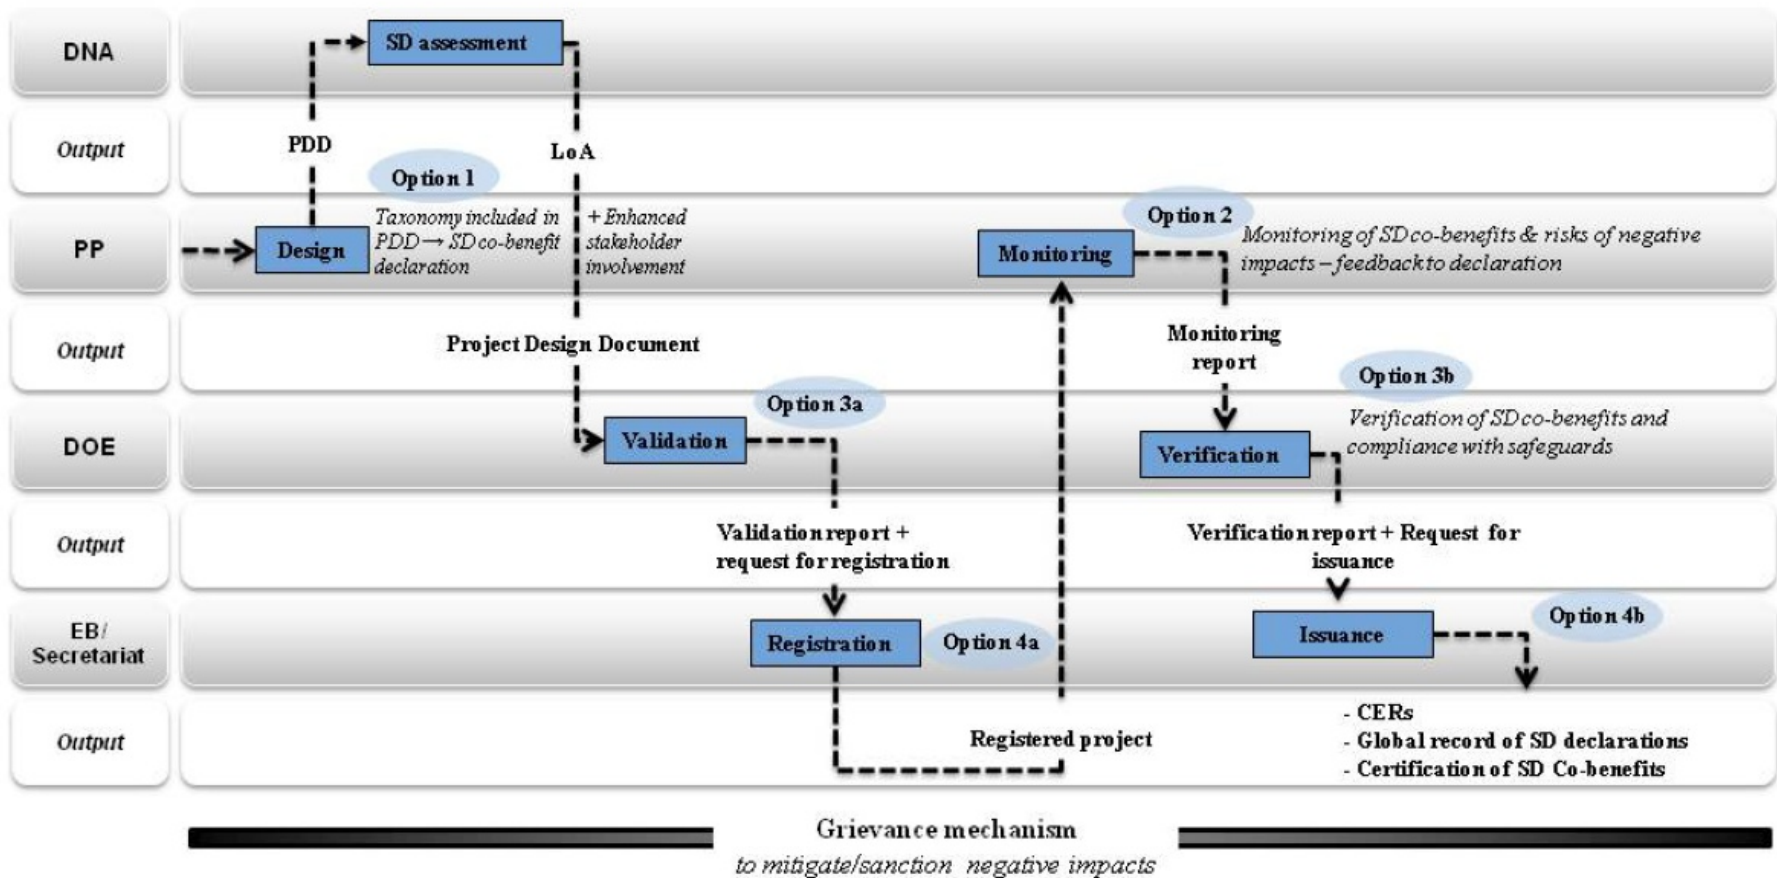 DNA
SD assessment
Output
PDD
LoA
Option 1
PP
Design
Taxonomy included in
PDD → SD co-benefit
declaration
+ Enhanced
stakeholder
involvement
Monitoring
Option 2
Monitoring of SD co-benefits & risks of negative
impacts – feedback to declaration
Output
Project Design Document
Monitoring
report
Option 3b
DOE
Option 3a
Validation
Verification
Verification of SD co-benefits and
compliance with safeguards
Output
Validation report +
request for registration
Verification report + Request for
issuance
EB/
Secretariat
Registration
Option 4a
Issuance
Option 4b
Output
Registered project
- CERs
- Global record of SD declarations
- Certification of SD Co-benefits
Grievance mechanism
to mitigate/sanction negative impacts